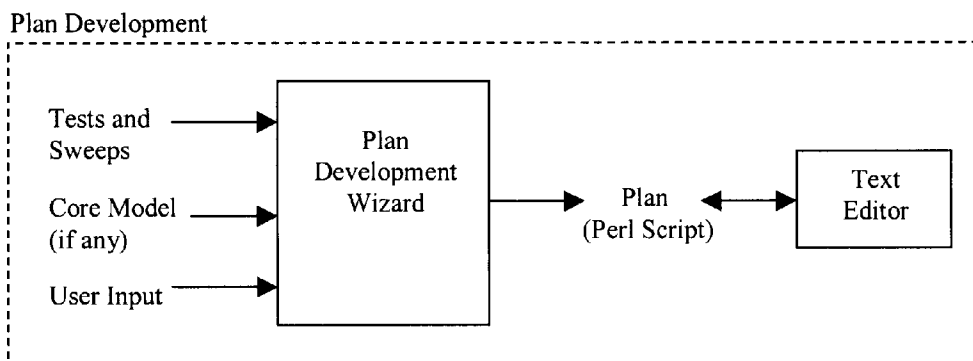 Plan Development
Tests and
Sweeps
Core Model
(if any)
User Input
Plan
Development
Wizard
Plan
(Perl Script)
Text
Editor